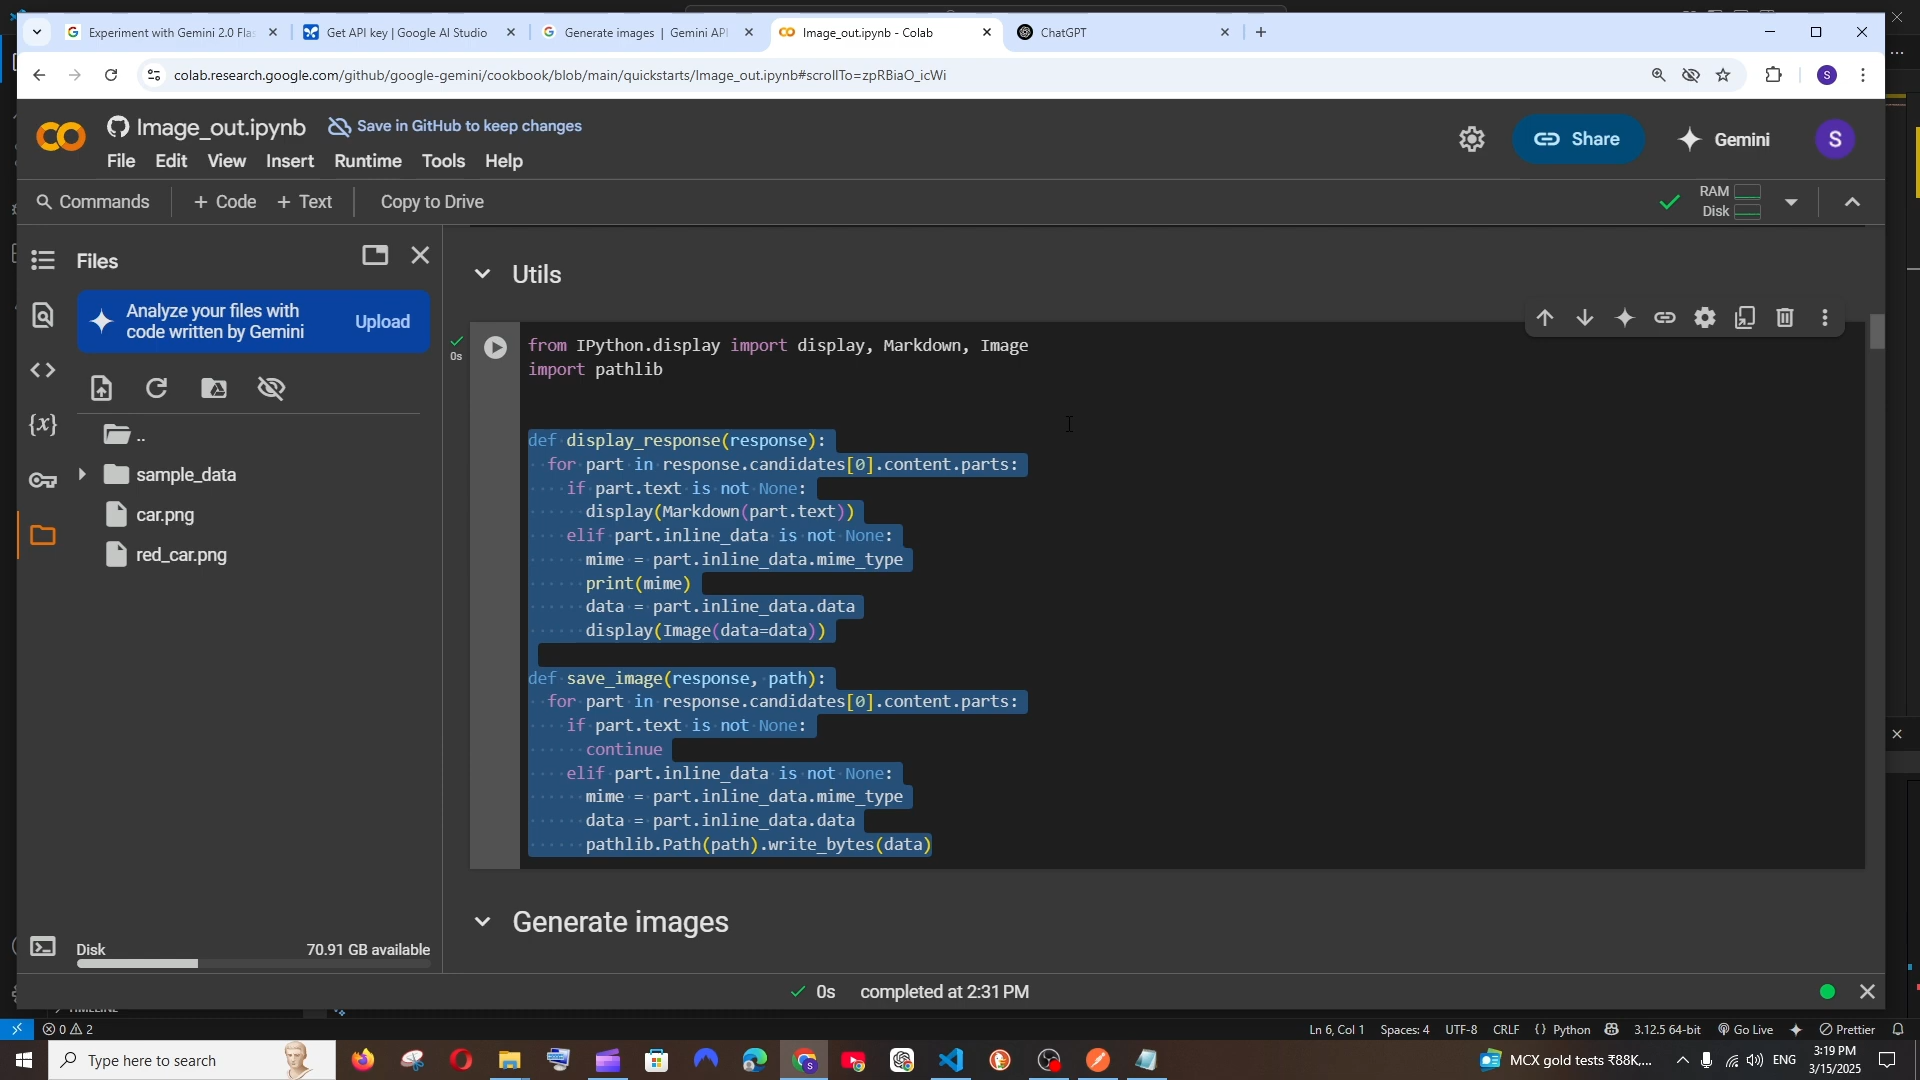 Experiment with Gemini 2.0 Flas
Get API key | Google AI Studio
Generate images | Gemini API
Image_out.ipynb - Colab
ChatGPT
colab.research.google.com/github/google-gemini/cookbook/blob/main/quickstarts/Image_out.ipynb#scrollTo=zpRBiaO_icWi
S
Image_out.ipynb
Save in GitHub to keep changes
File Edit View Insert Runtime Tools Help
Share
Gemini
S
Commands
+ Code
+ Text
Copy to Drive
RAM
Disk
Files
Analyze your files with
code written by Gemini
Upload
..
sample_data
car.png
red_car.png
Disk
70.91 GB available
Utils
0s
from IPython.display import display, Markdown, Image
import pathlib
def display_response(response):
for part in response.candidates[0].content.parts:
if part.text is not None:
display(Markdown(part.text))
elif part.inline_data is not None:
mime = part.inline_data.mime_type
print(mime)
data = part.inline_data.data
display(Image(data=data))
def save_image(response, path):
for part in response.candidates[0].content.parts:
if part.text is not None:
continue
elif part.inline_data is not None:
mime = part.inline_data.mime_type
data = part.inline_data.data
pathlib.Path(path).write_bytes(data)
Generate images
0s completed at 2:31 PM
0 2
Ln 6, Col 1
Spaces: 4
UTF-8
CRLF
{} Python
3.12.5 64-bit
Go Live
Prettier
Type here to search
MCX gold tests ₹88K,...
ENG
3:19 PM
3/15/2025